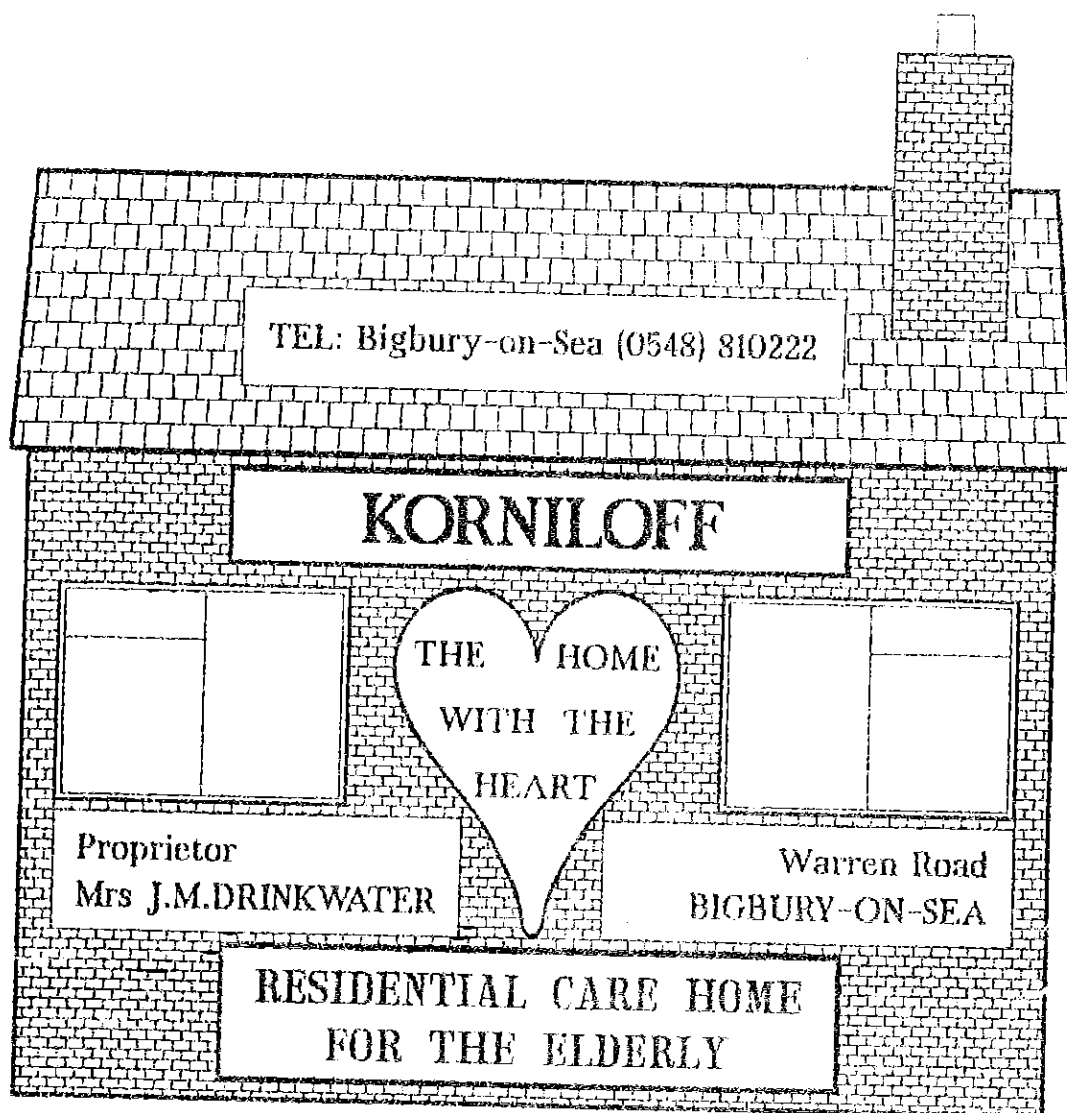 TEL: Bigbury-on-Sea (0548) 810222
KORNILOFF
THE HOME
WITH THE
HEART
Proprietor
Mrs J.M.DRINKWATER
Warren Road
BIGBURY-ON-SEA
RESIDENTIAL CARE HOME
FOR THE ELDERLY